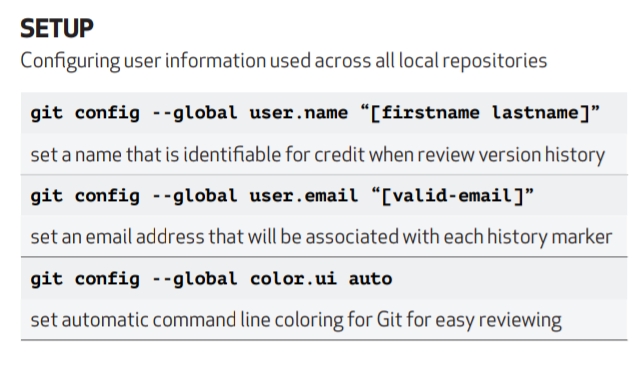 SETUP
Configuring user information used across all local repositories
git config --global user.name “[firstname lastname]”
set a name that is identifiable for credit when review version history
git config --global user.email “[valid-email]”
set an email address that will be associated with each history marker
git config --global color.ui auto
set automatic command line coloring for Git for easy reviewing